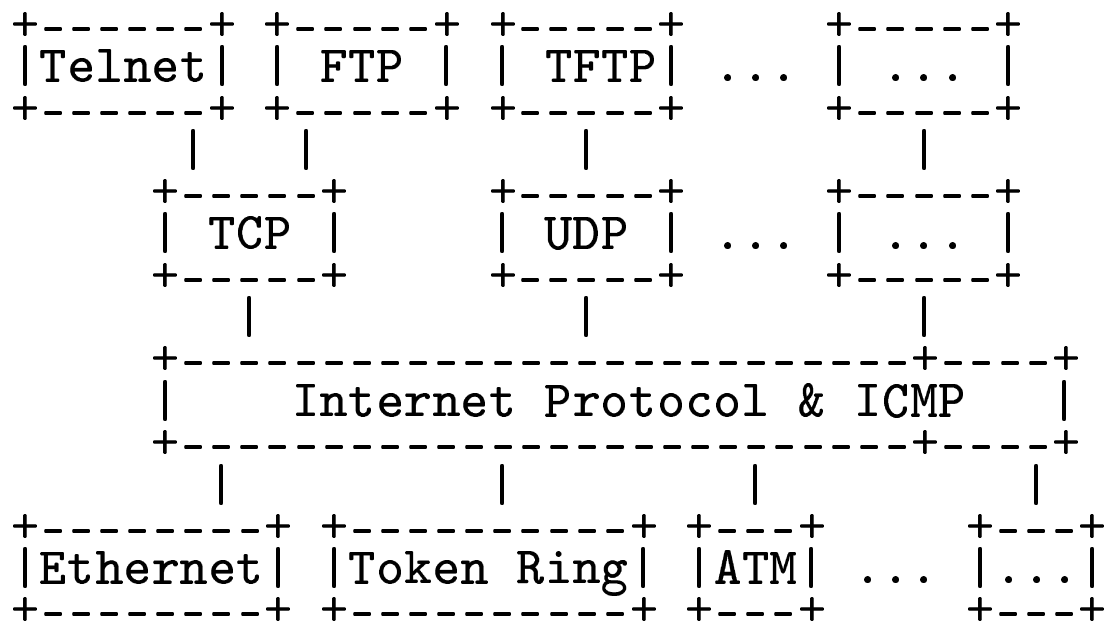 +------+ +-----+ +-----+     +-----+
|Telnet| | FTP | | TFTP| ... | ... |
+------+ +-----+ +-----+     +-----+
      |   |         |           |
     +-----+     +-----+     +-----+
     | TCP |     | UDP | ... | ... |
     +-----+     +-----+     +-----+
        |           |           |
     +--------------------------+----+
     |    Internet Protocol & ICMP   |
     +--------------------------+----+
       |         |        |         |
+--------+ +----------+ +---+     +---+
|Ethernet| |Token Ring| |ATM| ... |...|
+--------+ +----------+ +---+     +---+